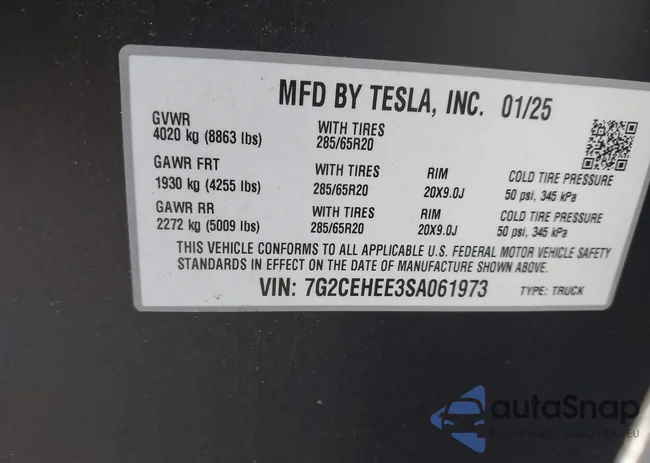 MFD BY TESLA, INC. 01/25
GVWR
4020 kg (8863 lbs)
WITH TIRES
285/65R20
GAWR FRT
1930 kg (4255 lbs)
WITH TIRES
285/65R20
RIM
20X9.0J
COLD TIRE PRESSURE
50 psi, 345 kPa
GAWR RR
2272 kg (5009 lbs)
WITH TIRES
285/65R20
RIM
20X9.0J
COLD TIRE PRESSURE
50 psi, 345 kPa
THIS VEHICLE CONFORMS TO ALL APPLICABLE U.S. FEDERAL MOTOR VEHICLE SAFETY
STANDARDS IN EFFECT ON THE DATE OF MANUFACTURE SHOWN ABOVE.
VIN: 7G2CEHEE3SA061973 TYPE: TRUCK
autoSnap